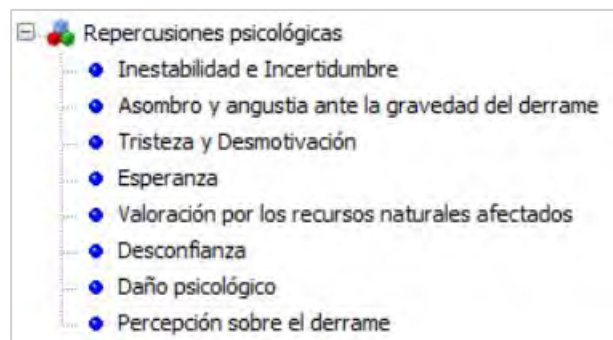 Repercusiones psicológicas
Inestabilidad e Incertidumbre
Asombro y angustia ante la gravedad del derrame
Tristeza y Desmotivación
Esperanza
Valoración por los recursos naturales afectados
Desconfianza
Daño psicológico
Percepción sobre el derrame